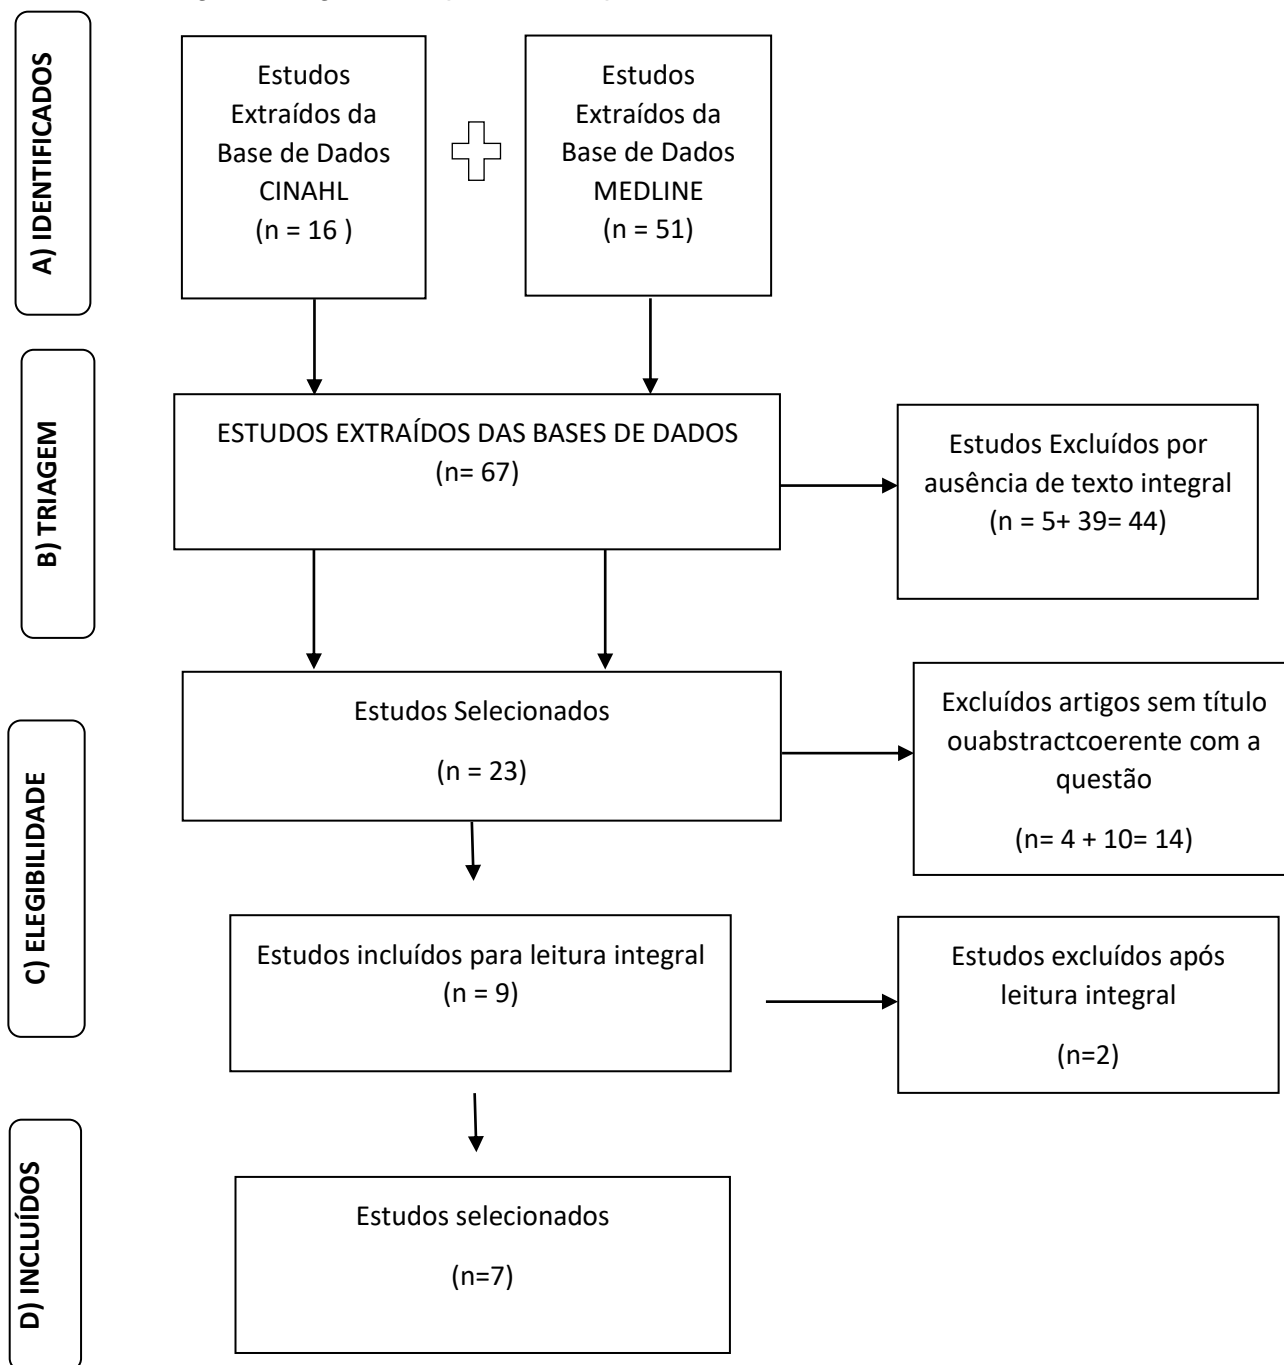 A) IDENTIFICADOS
Estudos
Extraídos da
Base de Dados
CINAHL
(n = 16 )
Estudos
Extraídos da
Base de Dados
MEDLINE
(n = 51)
B) TRIAGEM
ESTUDOS EXTRAÍDOS DAS BASES DE DADOS
(n= 67)
Estudos Excluídos por
ausência de texto integral
(n = 5+ 39= 44)
C) ELEGIBILIDADE
Estudos Selecionados
(n = 23)
Excluídos artigos sem título
ouabstractcoerente com a
questão
(n= 4 + 10= 14)
Estudos incluídos para leitura integral
(n = 9)
Estudos excluídos após
leitura integral
(n=2)
D) INCLUÍDOS
Estudos selecionados
(n=7)